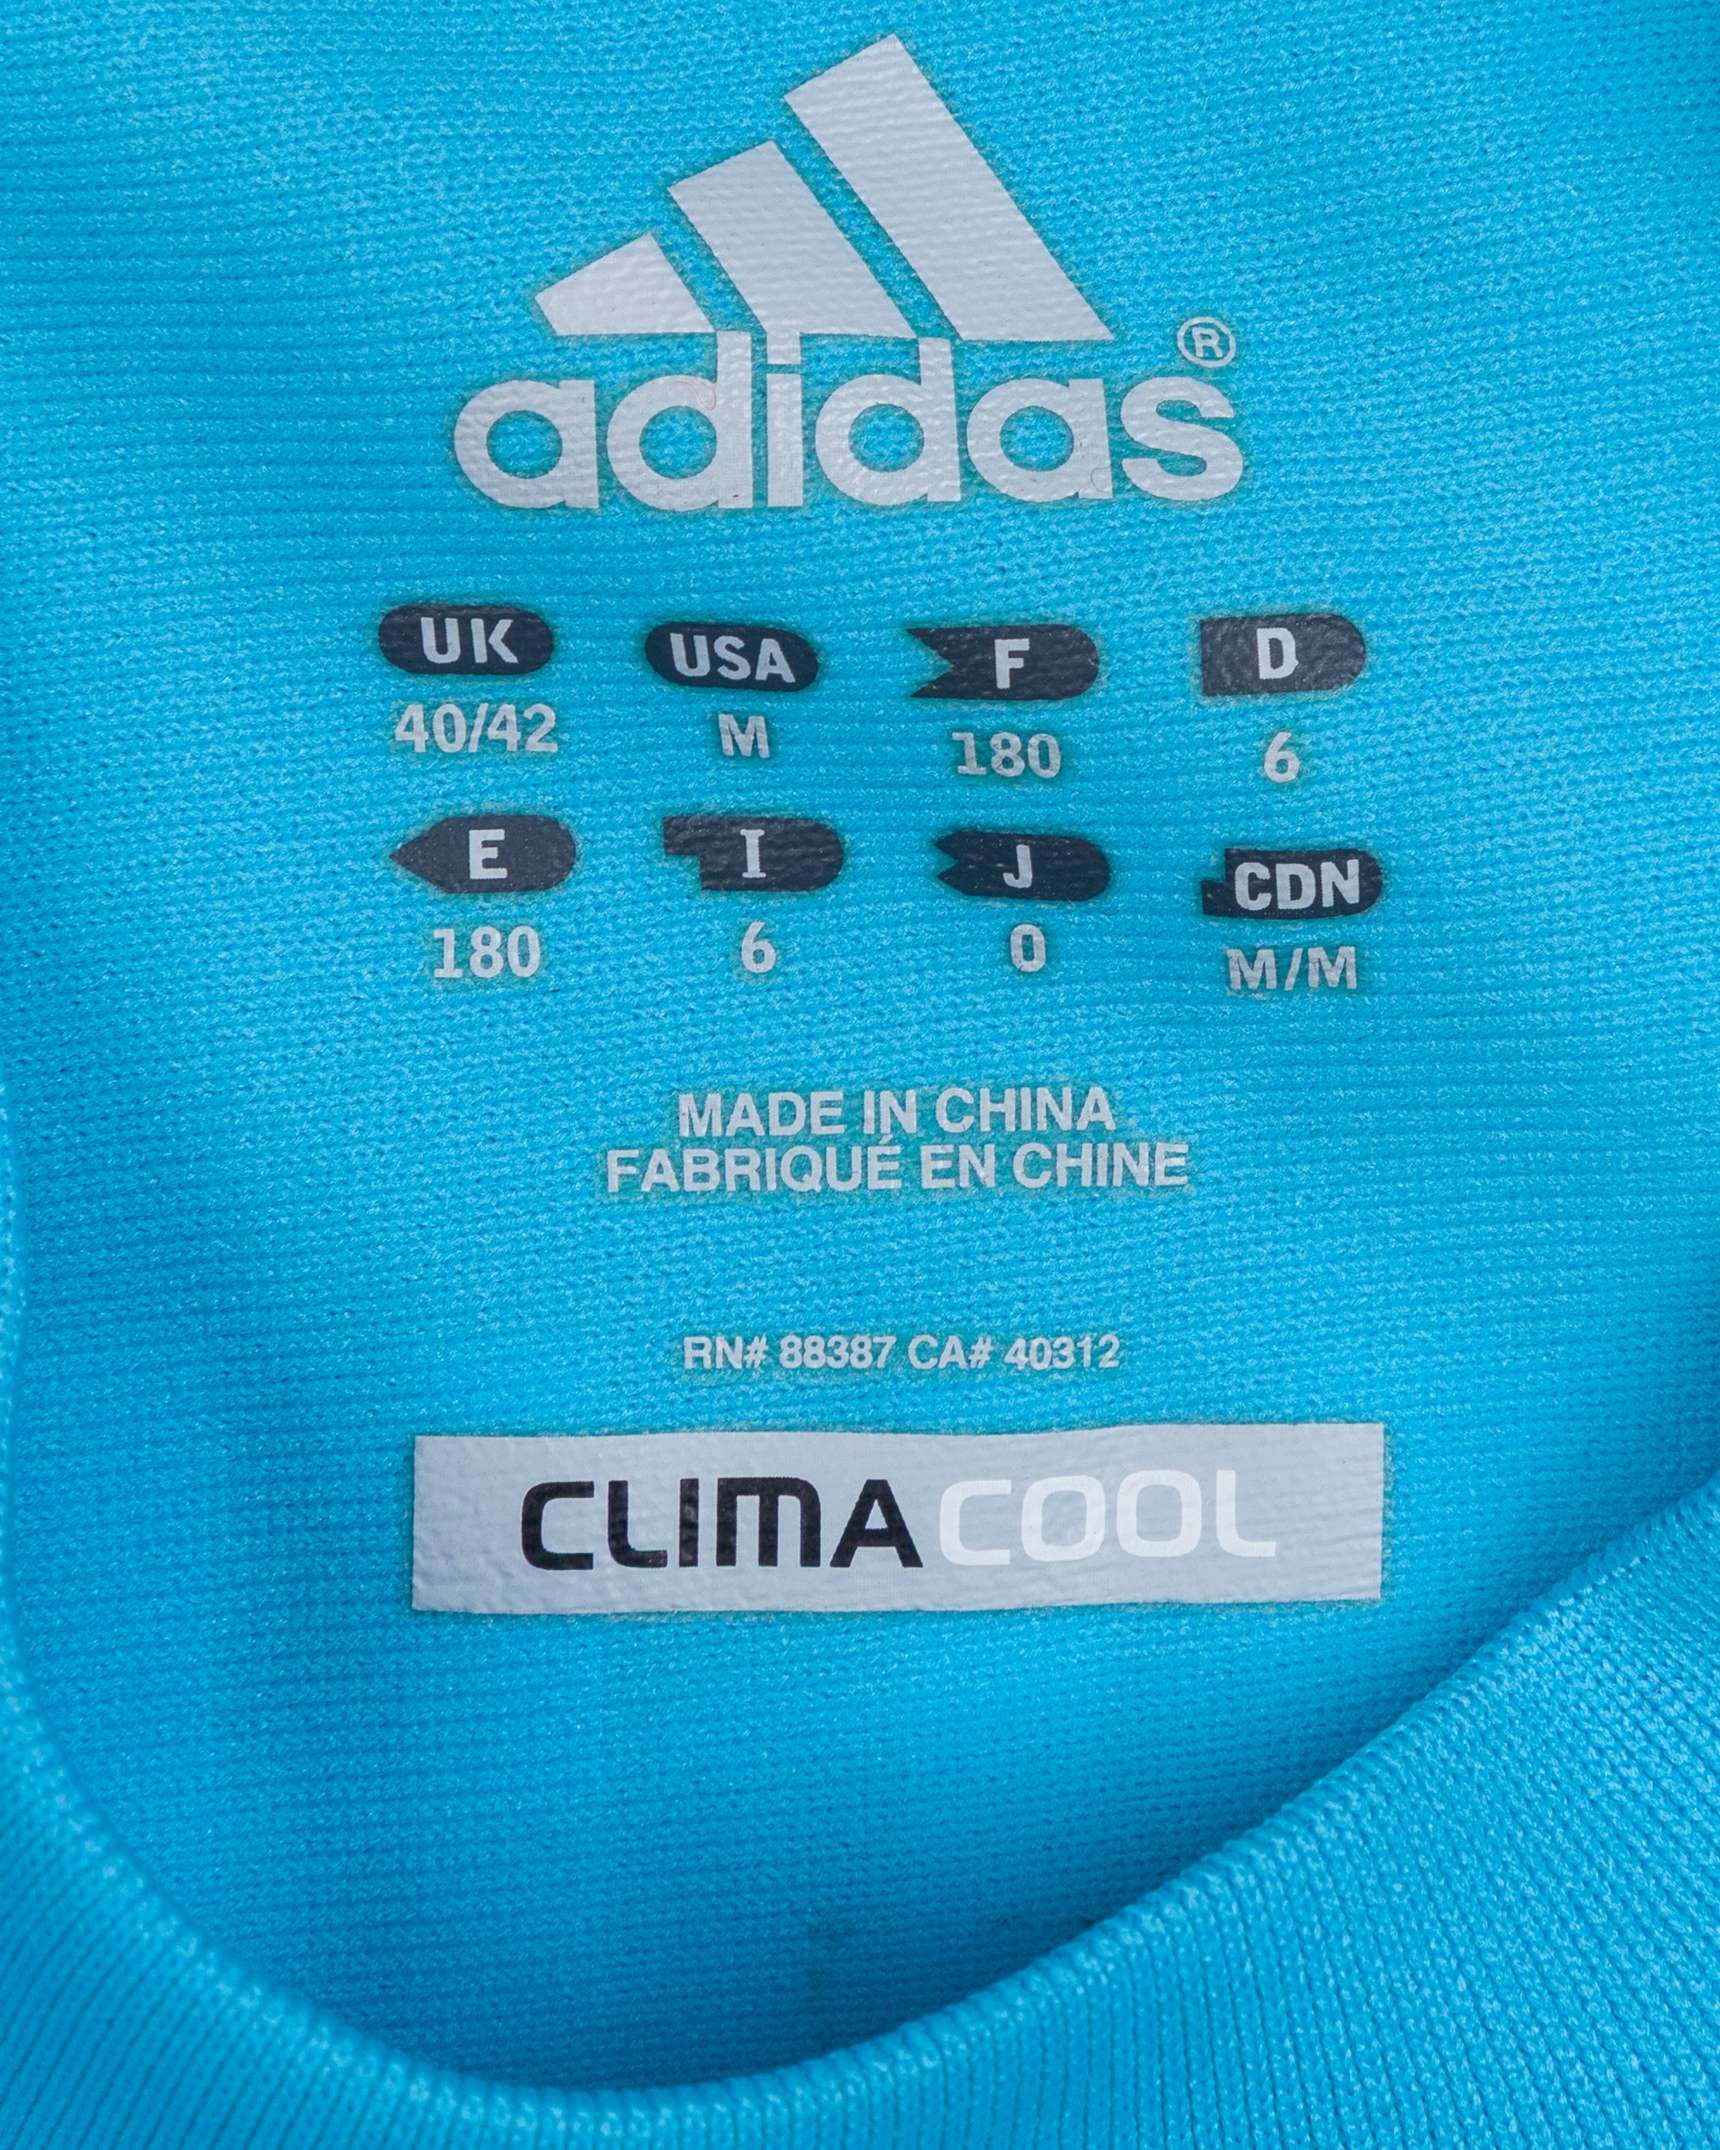 adidas®
UK USA F D
40/42 M 180 6
E I J CDN
180 6 0 M/M
MADE IN CHINA
FABRIQUÉ EN CHINE
RN# 88387 CA# 40312
CLIMACOOL